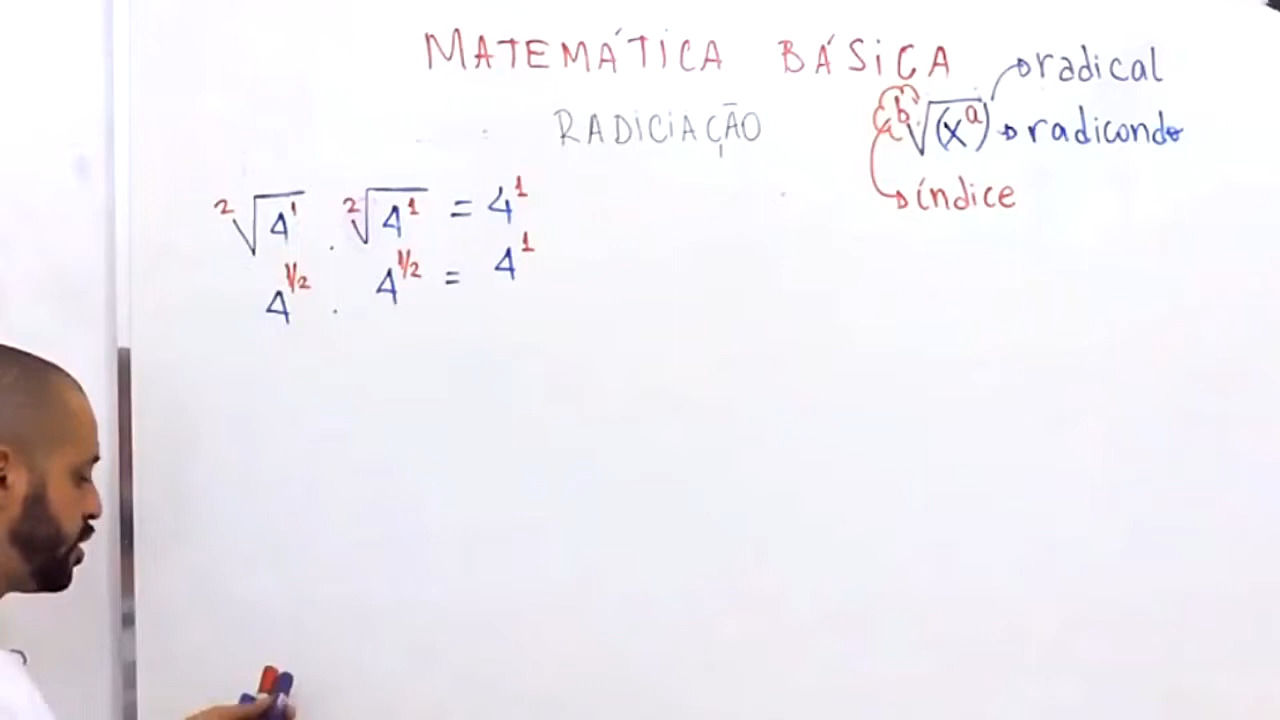 MATEMÁTICA BÁSICA
RADICIAÇÃO
ᵇ√(xᵃ)
radical
radicando
índice
²√4¹ . ²√4¹ = 4¹
4^1/2 . 4^1/2 = 4¹